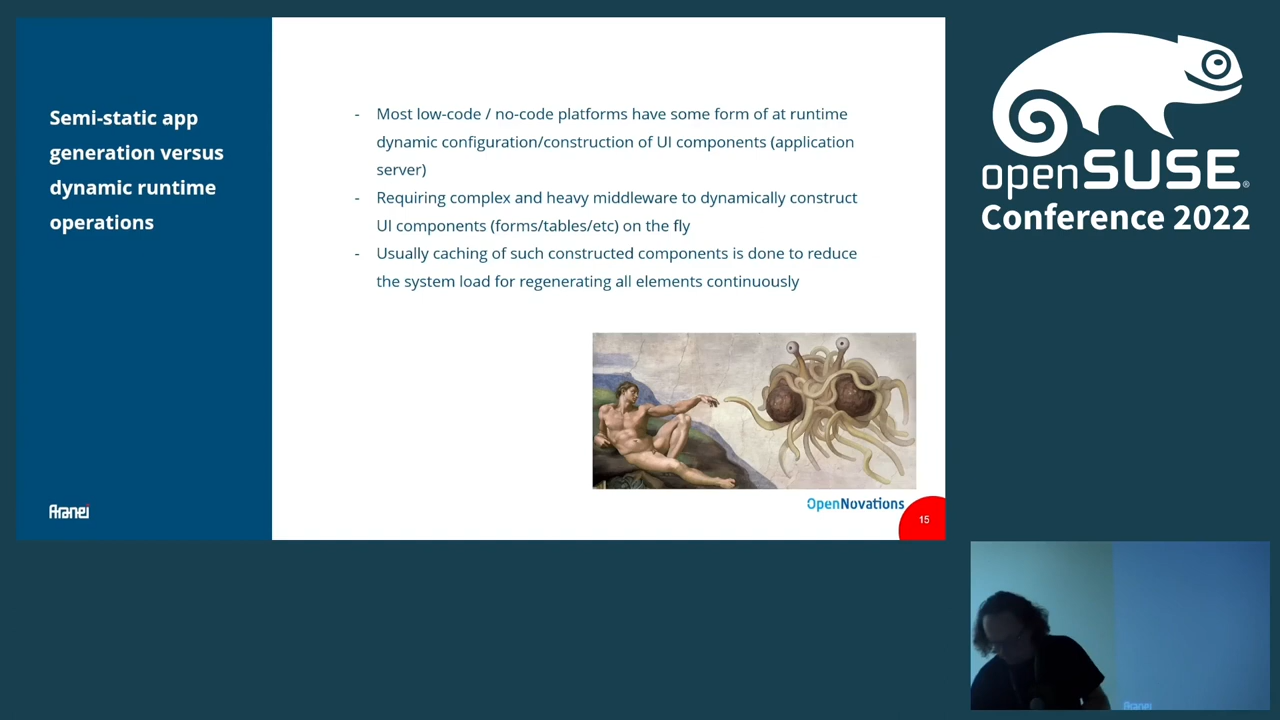 Semi-static app
generation versus
dynamic runtime
operations
- Most low-code / no-code platforms have some form of at runtime
dynamic configuration/construction of UI components (application
server)
- Requiring complex and heavy middleware to dynamically construct
UI components (forms/tables/etc) on the fly
- Usually caching of such constructed components is done to reduce
the system load for regenerating all elements continuously
Aranei
OpenNovations
15
openSUSE®
Conference 2022
Aranei